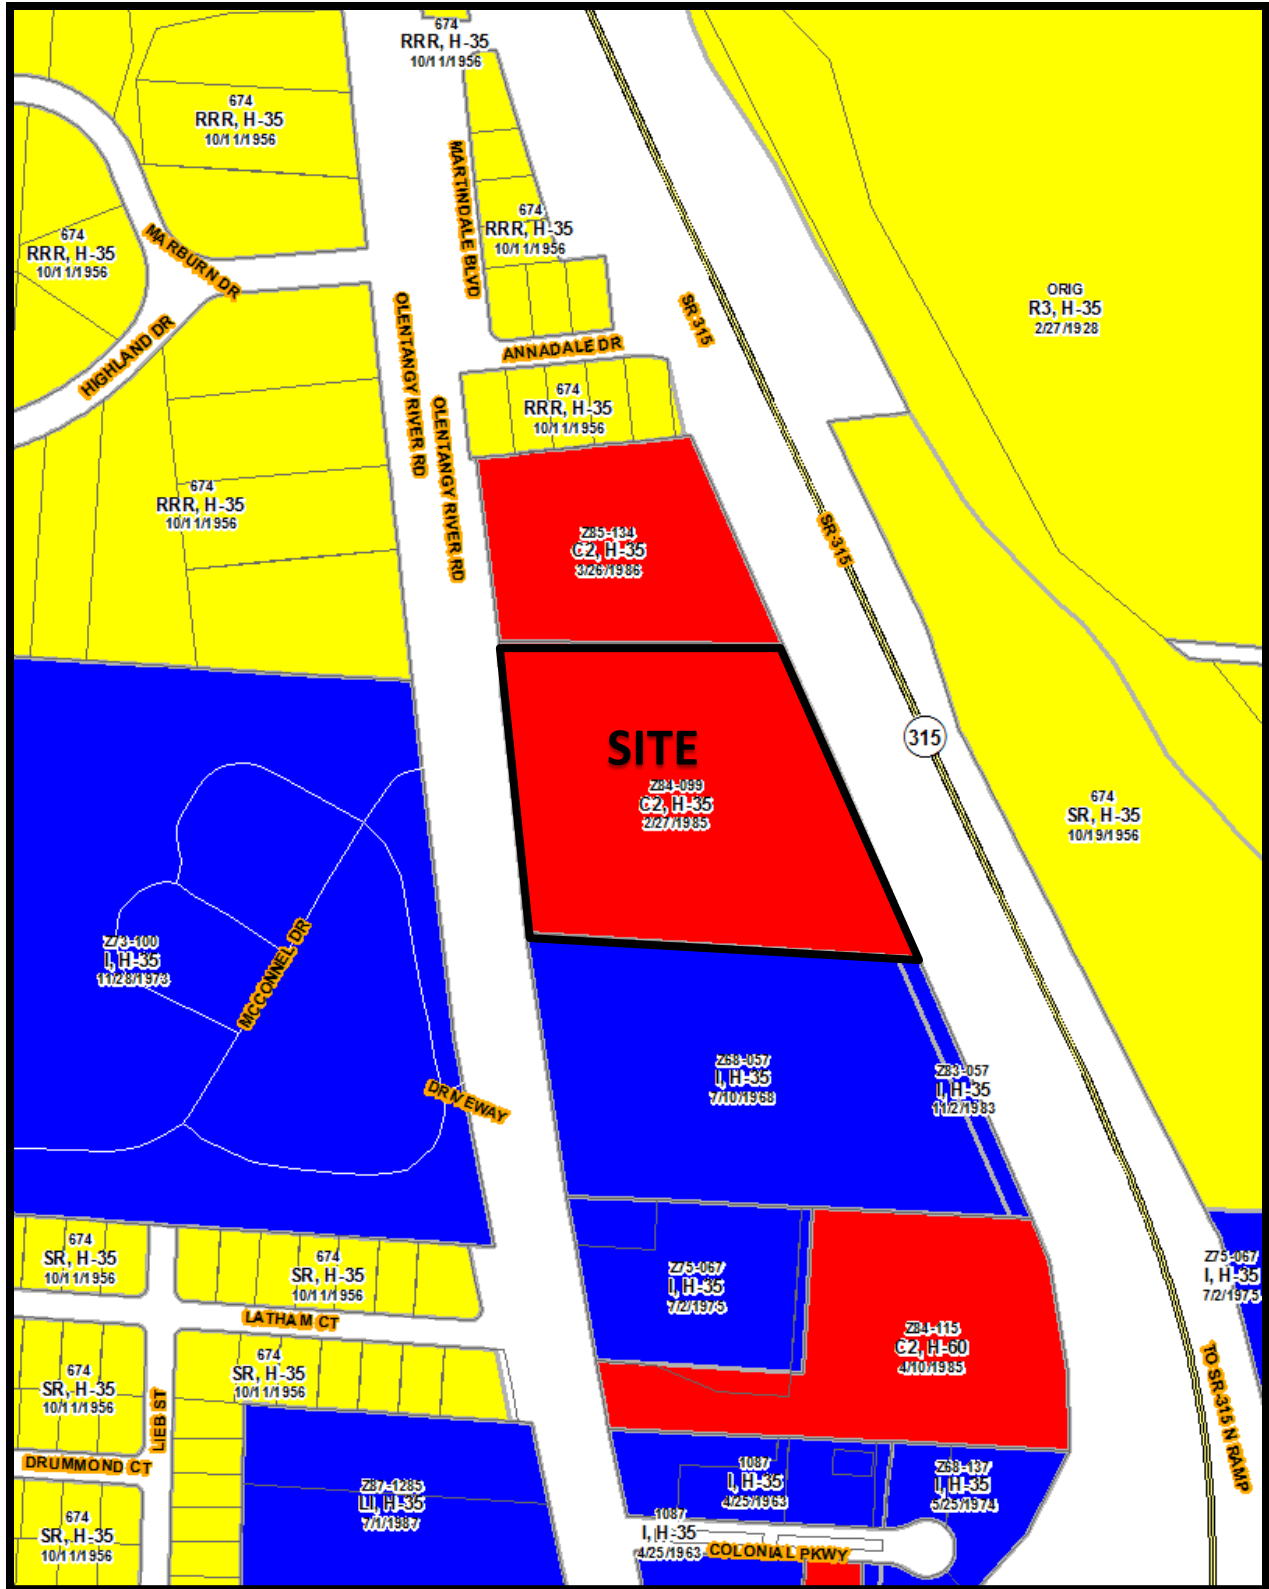 674
RRR, H-35
10/11/1956
674
RRR, H-35
10/11/1956
MARTINDALE BLVD
674
RRR, H-35
10/11/1956
674
RRR, H-35
10/11/1956
MARBURN DR
HIGHLAND DR
OLENTANGY RIVER RD
OLENTANGY RIVER RD
SR-315
ANNADALE DR
ORIG
R3, H-35
2/27/1928
674
RRR, H-35
10/11/1956
674
RRR, H-35
10/11/1956
Z85-134
C2, H-35
3/26/1986
SR-315
315
SITE
Z84-099
C2, H-35
2/27/1985
674
SR, H-35
10/19/1956
Z73-100
I, H-35
11/28/1973
MCCONNEL DR
DRIVEWAY
Z68-057
I, H-35
7/10/1968
Z83-057
I, H-35
11/2/1983
674
SR, H-35
10/11/1956
674
SR, H-35
10/11/1956
Z75-067
I, H-35
7/2/1975
Z75-067
I, H-35
7/2/1975
LATHAM CT
Z84-115
C2, H-60
4/10/1985
674
SR, H-35
10/11/1956
674
SR, H-35
10/11/1956
LIEB ST
TO SR-315 N RAMP
DRUMMOND CT
Z87-1285
LI, H-35
7/1/1987
1087
I, H-35
4/25/1963
Z68-137
I, H-35
5/25/1974
674
SR, H-35
10/11/1956
1087
I, H-35
4/25/1963
COLONIAL PKWY